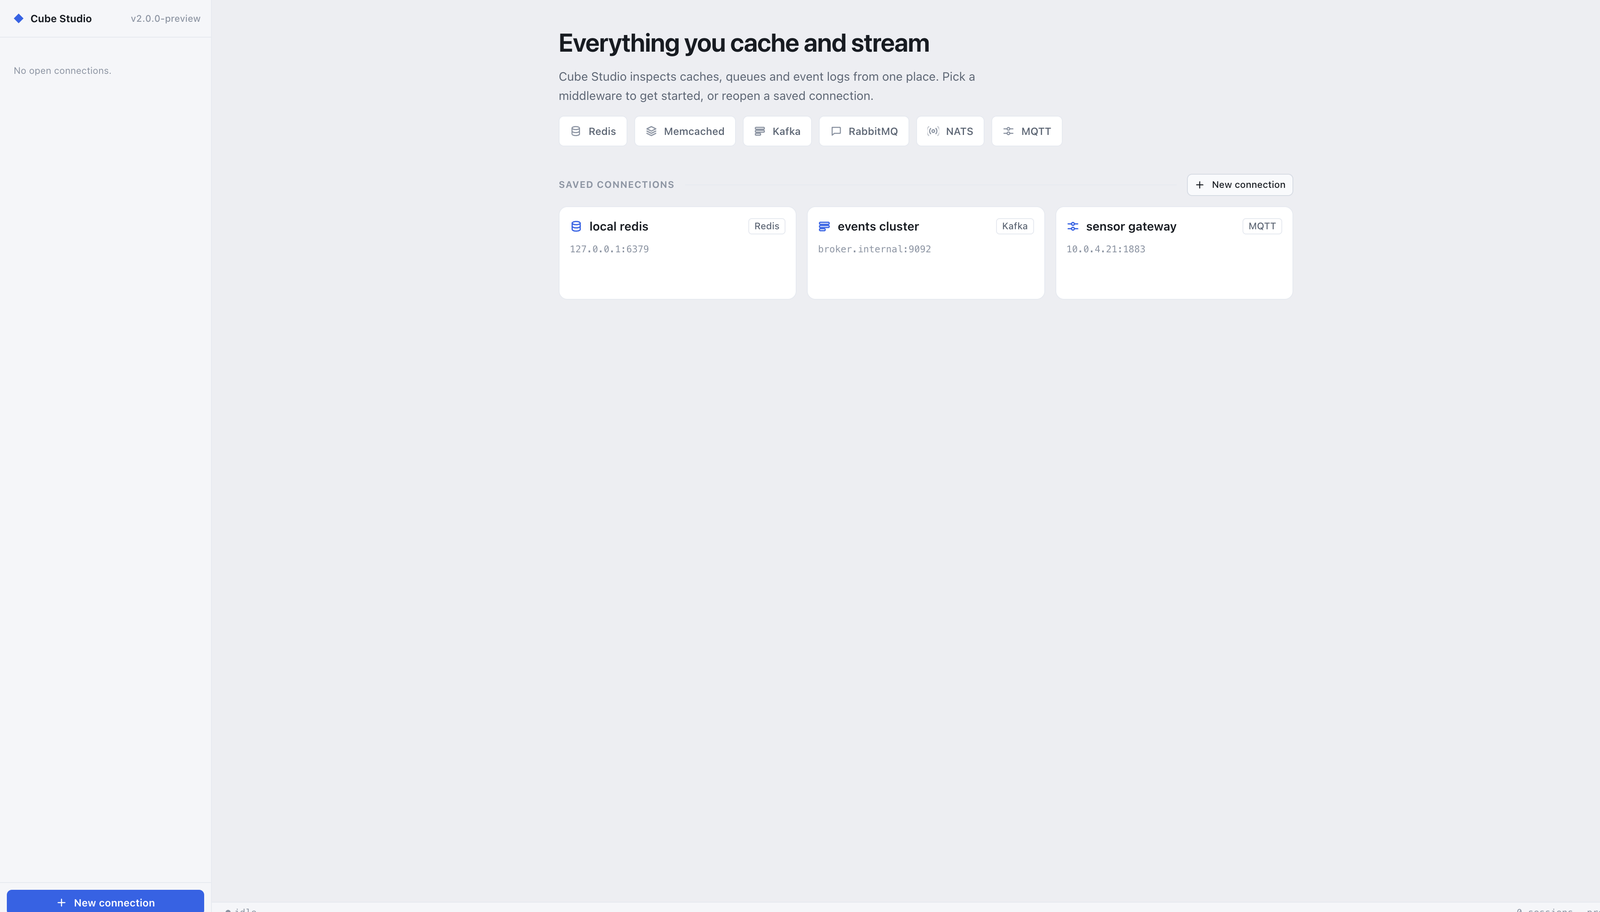 Cube Studio v2.0.0-preview
No open connections.
New connection
Everything you cache and stream
Cube Studio inspects caches, queues and event logs from one place. Pick a
middleware to get started, or reopen a saved connection.
Redis Memcached Kafka RabbitMQ NATS MQTT
SAVED CONNECTIONS New connection
local redis Redis
127.0.0.1:6379
events cluster Kafka
broker.internal:9092
sensor gateway MQTT
10.0.4.21:1883